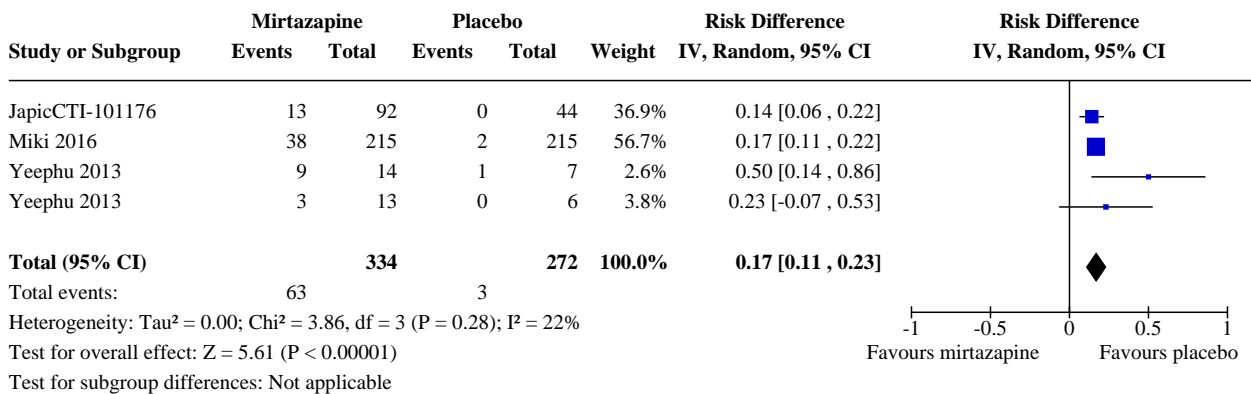 Mirtazapine Placebo Risk Difference Risk Difference
Study or Subgroup Events Total Events Total Weight IV, Random, 95% CI IV, Random, 95% CI
JapicCTI-101176 13 92 0 44 36.9% 0.14 [0.06 , 0.22]
Miki 2016 38 215 2 215 56.7% 0.17 [0.11 , 0.22]
Yeephu 2013 9 14 1 7 2.6% 0.50 [0.14 , 0.86]
Yeephu 2013 3 13 0 6 3.8% 0.23 [-0.07 , 0.53]
Total (95% CI) 334 272 100.0% 0.17 [0.11 , 0.23]
Total events: 63 3
Heterogeneity: Tau² = 0.00; Chi² = 3.86, df = 3 (P = 0.28); I² = 22%
-1 -0.5 0 0.5 1
Test for overall effect: Z = 5.61 (P < 0.00001)
Favours mirtazapine Favours placebo
Test for subgroup differences: Not applicable